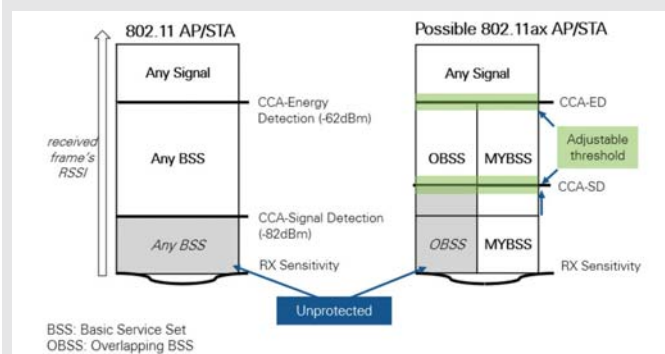 802.11 AP/STA
Any Signal
CCA-Energy
Detection (-62dBm)
received
frame's
RSSI
Any BSS
CCA-Signal Detection
(-82dBm)
Any BSS
RX Sensitivity
Possible 802.11ax AP/STA
Any Signal
CCA-ED
Adjustable
threshold
OBSS
MYBSS
CCA-SD
OBSS
MYBSS
RX Sensitivity
Unprotected
BSS: Basic Service Set
OBSS: Overlapping BSS